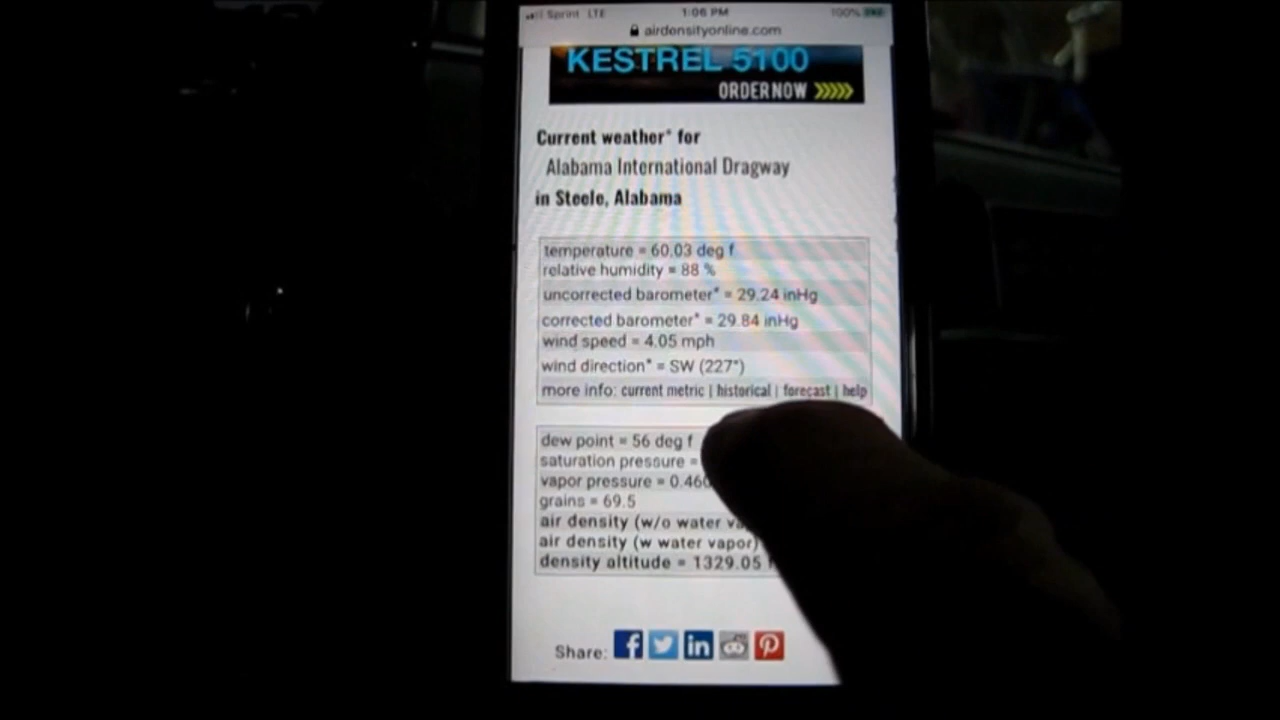 Sprint LTE 1:06 PM 100%
airdensityonline.com
KESTREL 5100
ORDER NOW
Current weather* for
Alabama International Dragway
in Steele, Alabama
temperature = 60.03 deg f
relative humidity = 88 %
uncorrected barometer* = 29.24 inHg
corrected barometer* = 29.84 inHg
wind speed = 4.05 mph
wind direction* = SW (227°)
more info: current metric | historical | forecast | help
dew point = 56 deg f
saturation pressure =
vapor pressure = 0.460
grains = 69.5
air density (w/o water
air density (w water vapor)
density altitude = 1329.05
Share: